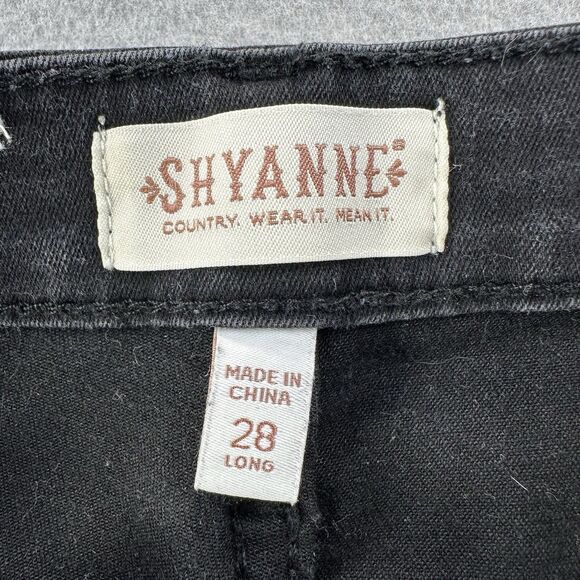 SHYANNE®
COUNTRY. WEAR IT. MEAN IT.
MADE IN
CHINA
28
LONG